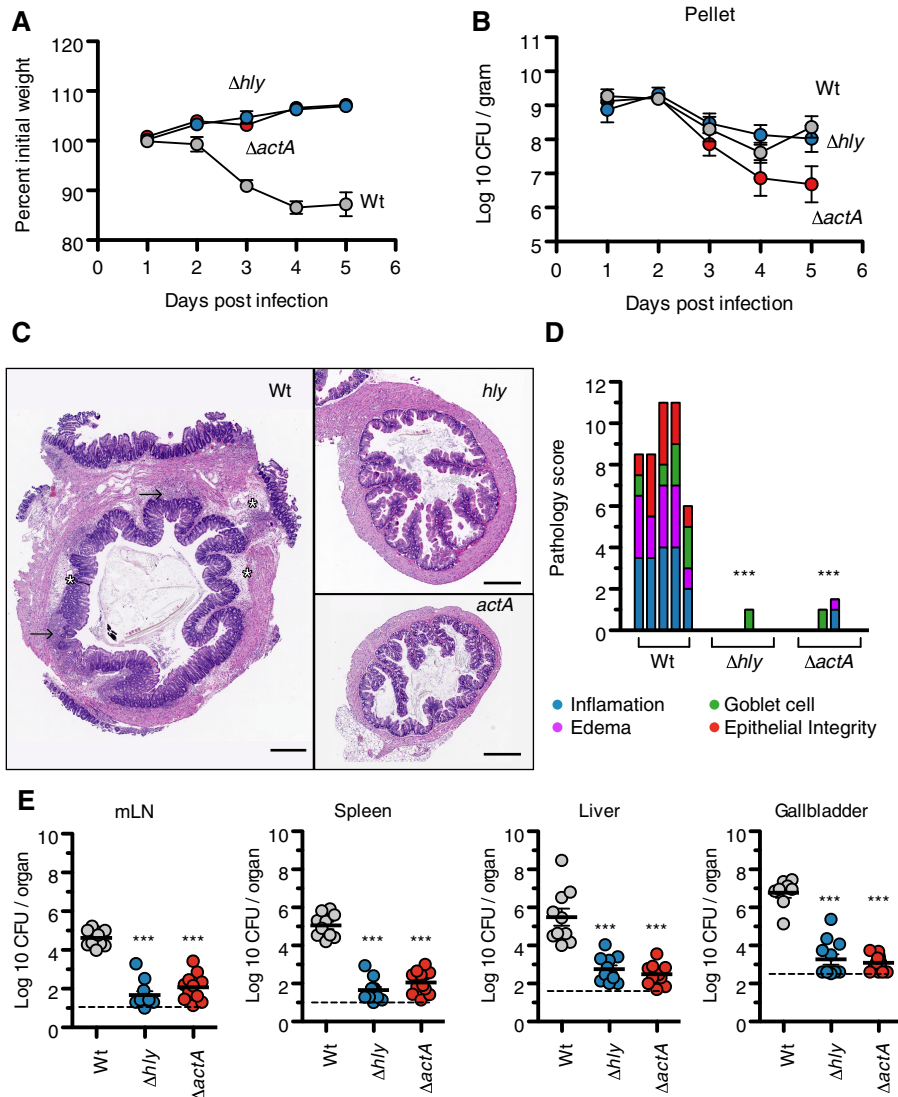 A
120
110
100
90
80
Percent initial weight
Δhly
ΔactA
Wt
0 1 2 3 4 5 6
Days post infection
B
Pellet
11
10
9
8
7
6
5
Log 10 CFU / gram
Wt
Δhly
ΔactA
0 1 2 3 4 5 6
Days post infection
C
Wt
*
*
*
hly
actA
D
12
10
8
6
4
2
0
Pathology score
*** ***
Wt Δhly ΔactA
Inflamation
Goblet cell
Edema
Epithelial Integrity
E
mLN
10
8
6
4
2
0
Log 10 CFU / organ
*** ***
Wt
Δhly
ΔactA
Spleen
10
8
6
4
2
0
Log 10 CFU / organ
*** ***
Wt
Δhly
ΔactA
Liver
10
8
6
4
2
0
Log 10 CFU / organ
*** ***
Wt
Δhly
ΔactA
Gallbladder
10
8
6
4
2
0
Log 10 CFU / organ
*** ***
Wt
Δhly
ΔactA